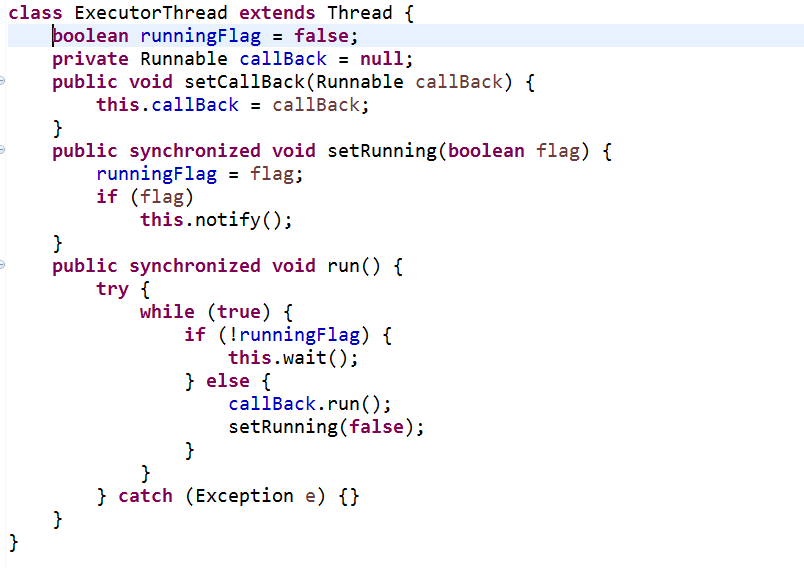 class ExecutorThread extends Thread {
    boolean runningFlag = false;
    private Runnable callBack = null;
    public void setCallBack(Runnable callBack) {
        this.callBack = callBack;
    }
    public synchronized void setRunning(boolean flag) {
        runningFlag = flag;
        if (flag)
            this.notify();
    }
    public synchronized void run() {
        try {
            while (true) {
                if (!runningFlag) {
                    this.wait();
                } else {
                    callBack.run();
                    setRunning(false);
                }
            }
        } catch (Exception e) {}
    }
}